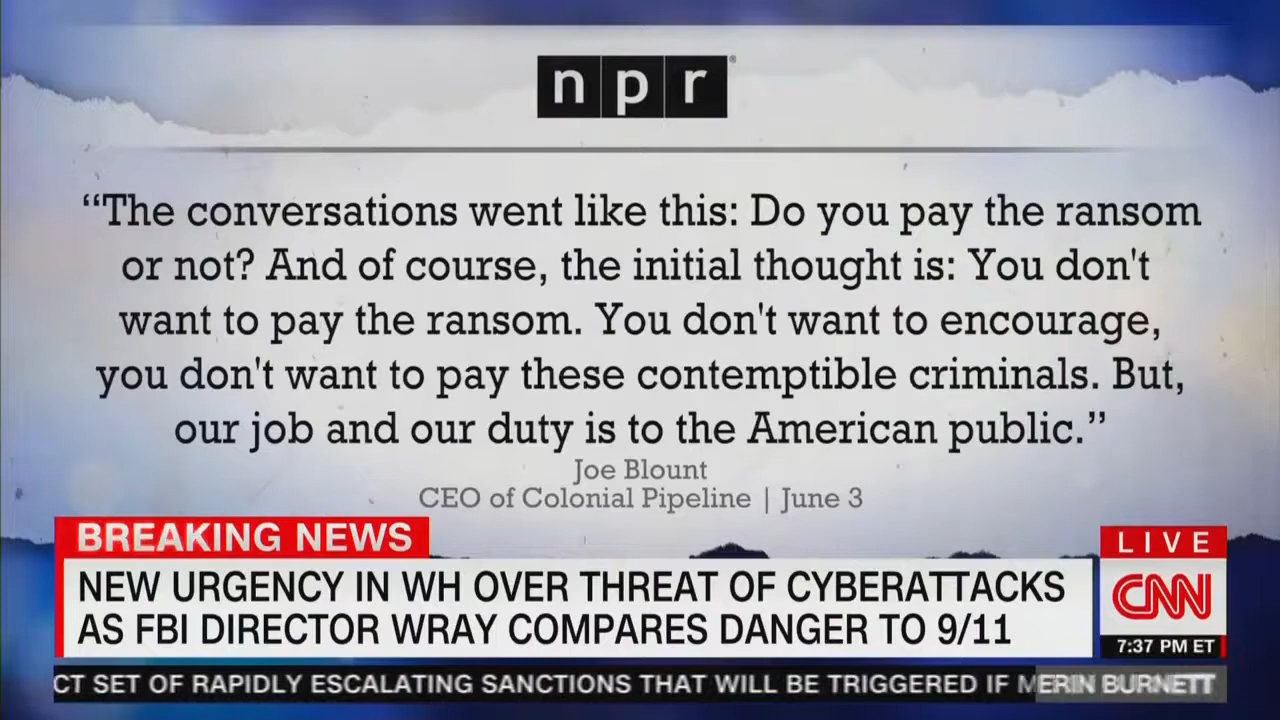 npr
“The conversations went like this: Do you pay the ransom
or not? And of course, the initial thought is: You don't
want to pay the ransom. You don't want to encourage,
you don't want to pay these contemptible criminals. But,
our job and our duty is to the American public.”
Joe Blount
CEO of Colonial Pipeline | June 3
BREAKING NEWS
NEW URGENCY IN WH OVER THREAT OF CYBERATTACKS
AS FBI DIRECTOR WRAY COMPARES DANGER TO 9/11
LIVE
CNN
7:37 PM ET
CT SET OF RAPIDLY ESCALATING SANCTIONS THAT WILL BE TRIGGERED IF